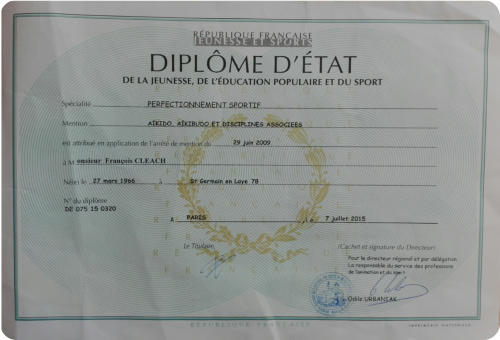 RÉPUBLIQUE FRANÇAISE
JEUNESSE ET SPORTS
DIPLÔME D'ÉTAT
DE LA JEUNESSE, DE L'ÉDUCATION POPULAIRE ET DU SPORT
Spécialité PERFECTIONNEMENT SPORTIF
Mention AÏKIDO, AÏKIBUDO ET DISCIPLINES ASSOCIEES
est attribué en application de l'arrêté de mention du 29 juin 2009
à Monsieur François CLEACH
Né(e) le 27 mars 1966 à St Germain en Laye 78
N° du diplôme
DE 075 15 0320
A PARIS, le 7 juillet 2015
Le Titulaire, (Cachet et signature du Directeur)
Pour le directeur régional et par délégation
La responsable du service des professions
de l'animation et du sport
Odile URBANIAK
RÉPUBLIQUE FRANÇAISE
IMPRIMERIE NATIONALE